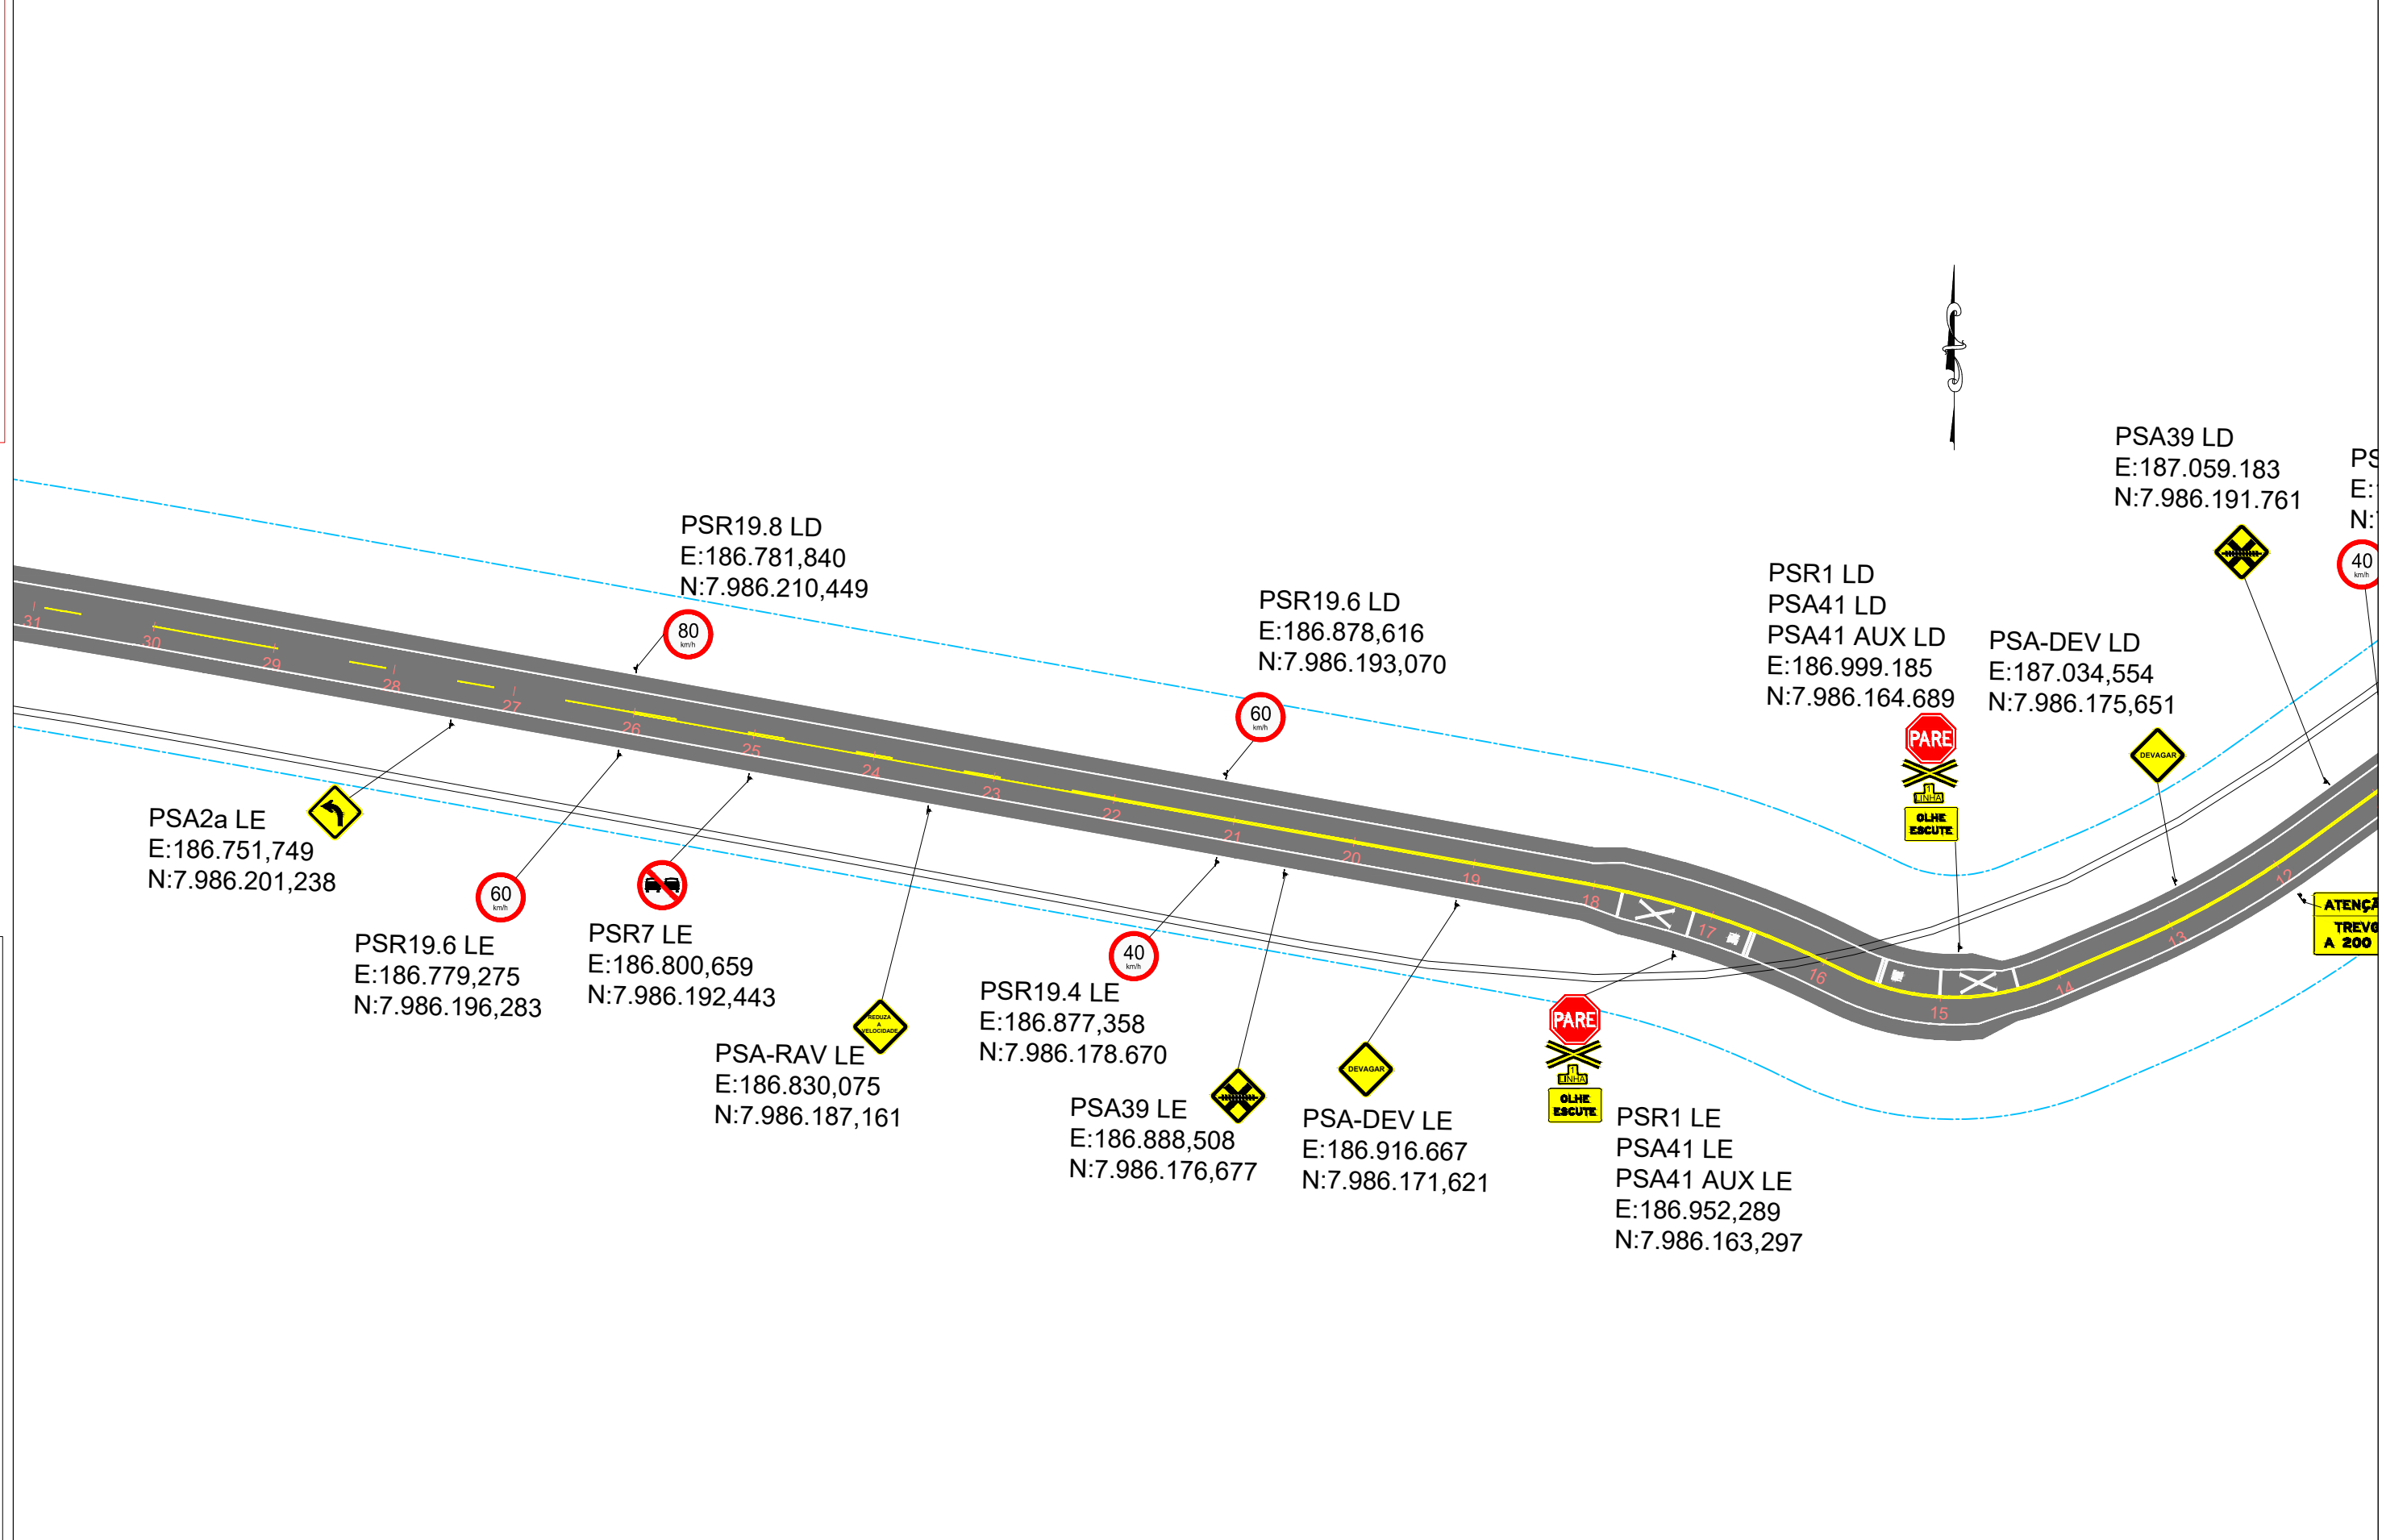 PSA39 LD
E:187.059.183
N:7.986.191.761
40
km/h
PSR19.8 LD
E:186.781,840
N:7.986.210,449
80
km/h
PSR19.6 LD
E:186.878,616
N:7.986.193,070
60
km/h
PSR1 LD
PSA41 LD
PSA41 AUX LD
E:186.999.185
N:7.986.164.689
PARE
1
LINHA
OLHE
ESCUTE
PSA-DEV LD
E:187.034,554
N:7.986.175,651
DEVAGAR
31
30
29
28
27
26
25
24
23
22
21
20
19
18
17
16
15
14
13
12
TREVO
A 200
PSA2a LE
E:186.751,749
N:7.986.201,238
60
km/h
PSR19.6 LE
E:186.779,275
N:7.986.196,283
PSR7 LE
E:186.800,659
N:7.986.192,443
REDUZA
A
VELOCIDADE
PSA-RAV LE
E:186.830,075
N:7.986.187,161
40
km/h
PSR19.4 LE
E:186.877,358
N:7.986.178.670
PSA39 LE
E:186.888,508
N:7.986.176,677
DEVAGAR
PSA-DEV LE
E:186.916.667
N:7.986.171,621
PARE
1
LINHA
OLHE
ESCUTE
PSR1 LE
PSA41 LE
PSA41 AUX LE
E:186.952,289
N:7.986.163,297